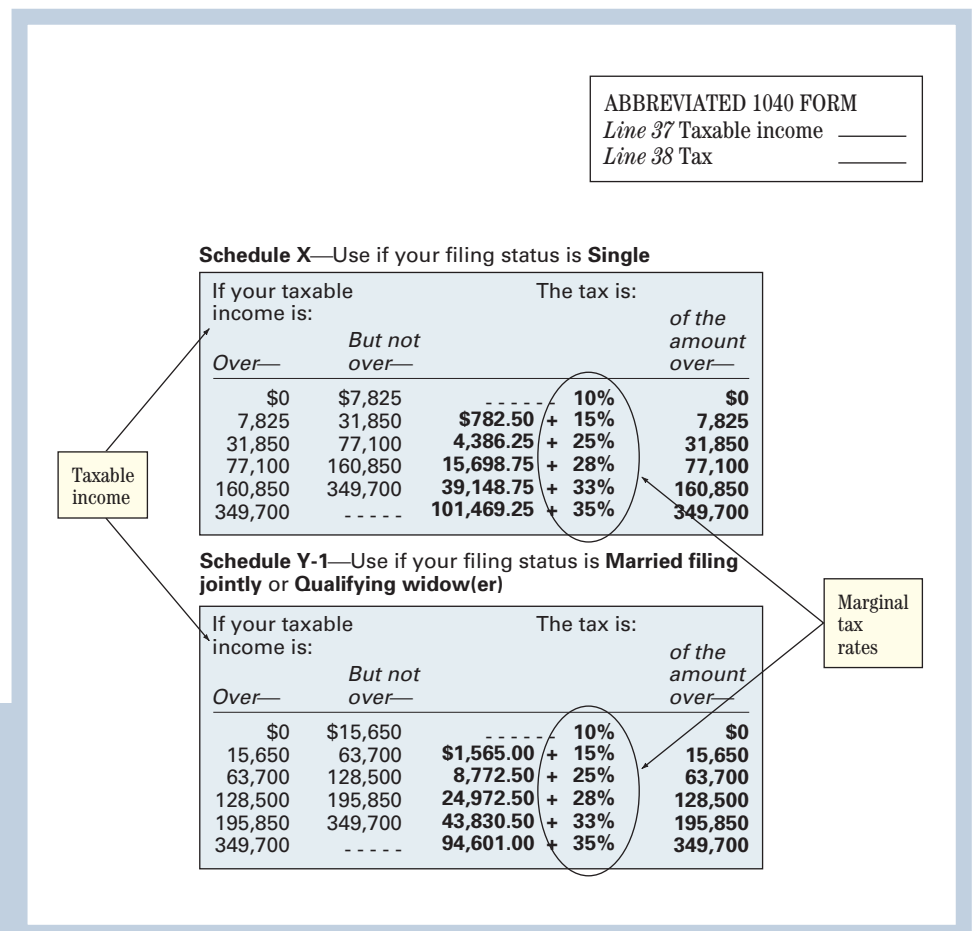 ABBREVIATED 1040 FORM
Line 37 Taxable income ______
Line 38 Tax ______
Schedule X—Use if your filing status is Single
If your taxable income is:
The tax is:
Over— But not over— of the amount over—
$0 $7,825 - - - - - - 10% $0
7,825 31,850 $782.50 + 15% 7,825
31,850 77,100 4,386.25 + 25% 31,850
77,100 160,850 15,698.75 + 28% 77,100
160,850 349,700 39,148.75 + 33% 160,850
349,700 - - - - - 101,469.25 + 35% 349,700
Taxable
income
Schedule Y-1—Use if your filing status is Married filing
jointly or Qualifying widow(er)
Marginal
tax
rates
If your taxable income is:
The tax is:
Over— But not over— of the amount over—
$0 $15,650 - - - - - - 10% $0
15,650 63,700 $1,565.00 + 15% 15,650
63,700 128,500 8,772.50 + 25% 63,700
128,500 195,850 24,972.50 + 28% 128,500
195,850 349,700 43,830.50 + 33% 195,850
349,700 - - - - - 94,601.00 + 35% 349,700